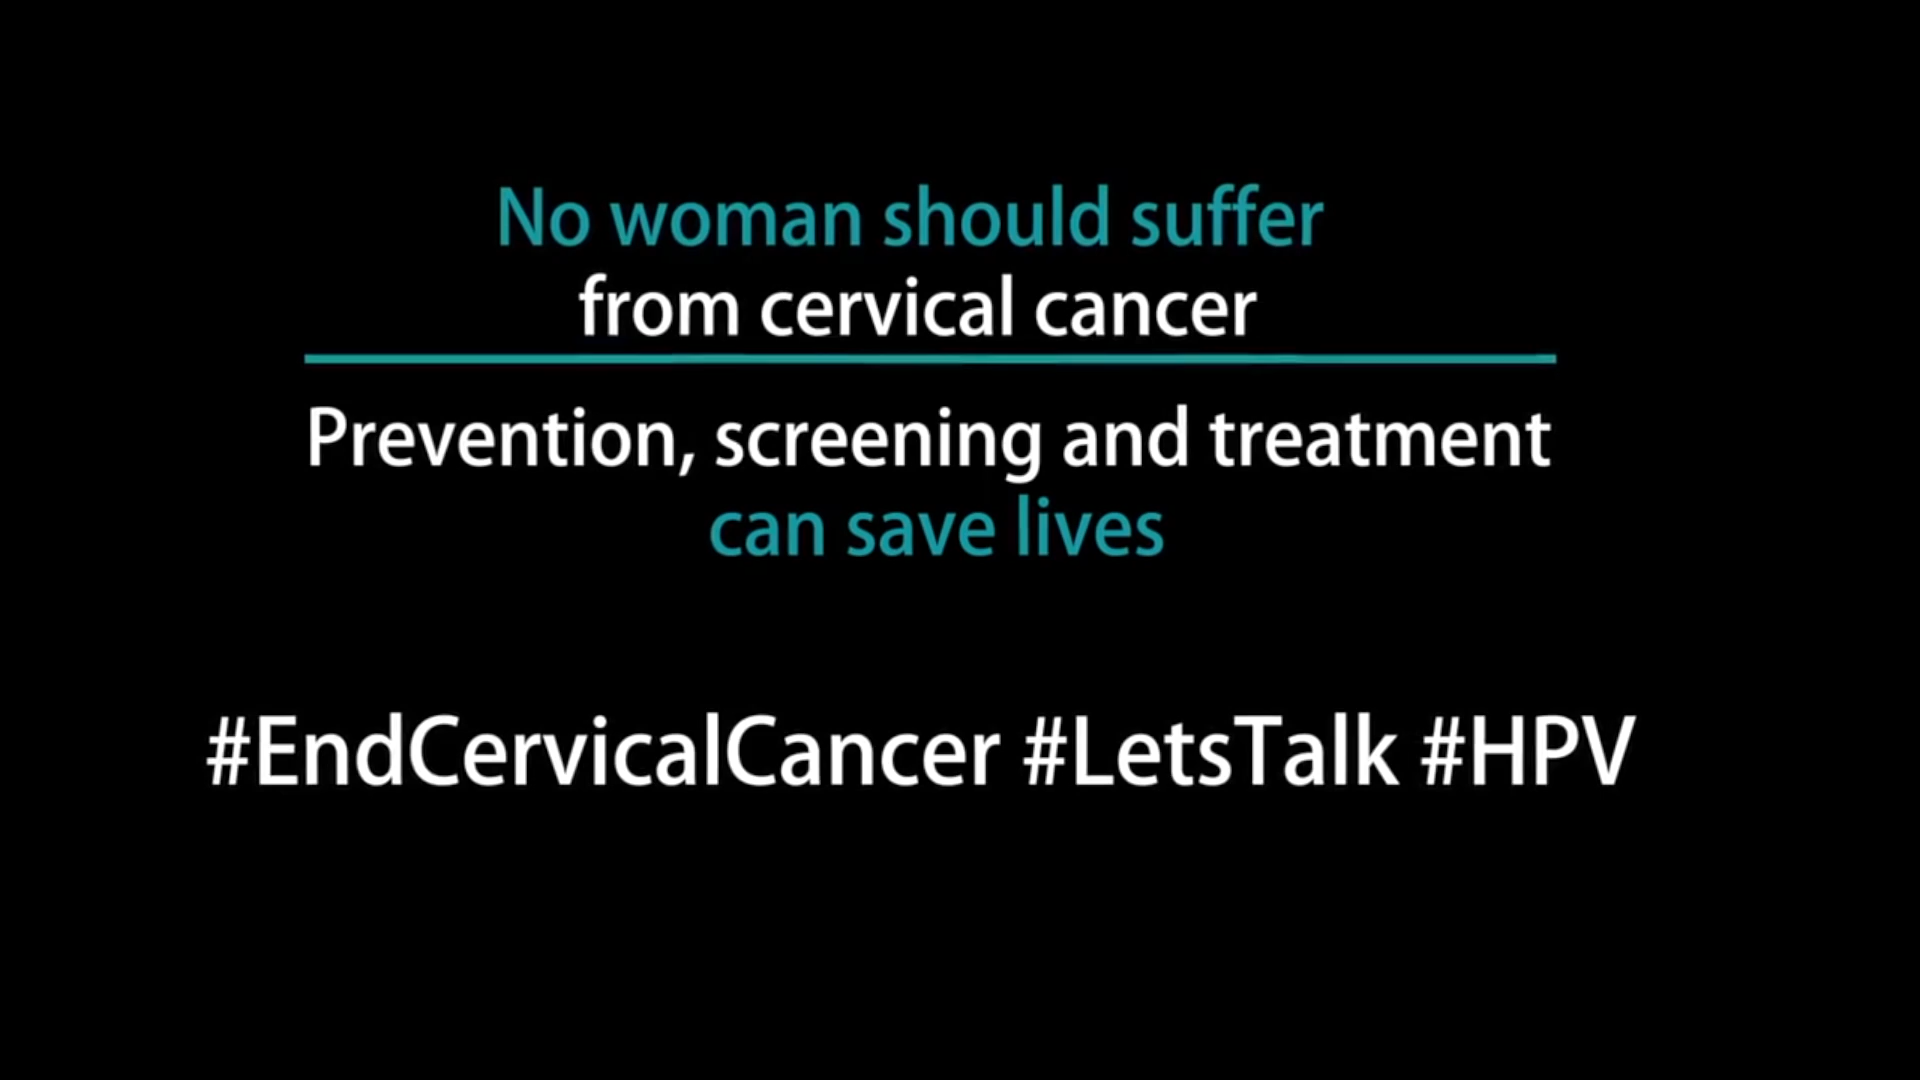 No woman should suffer
from cervical cancer
Prevention, screening and treatment
can save lives
#EndCervicalCancer #LetsTalk #HPV